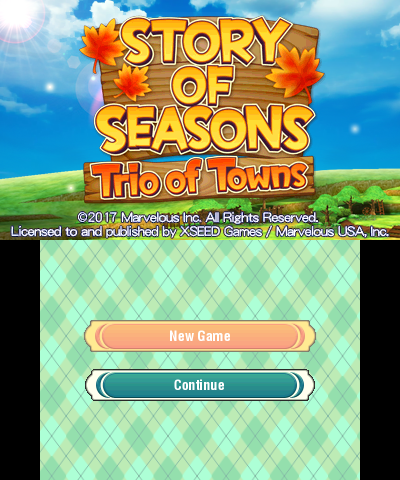 STORY
OF
SEASONS
Trio of Towns
©2017 Marvelous Inc. All Rights Reserved.
Licensed to and published by XSEED Games / Marvelous USA, Inc.
New Game
Continue